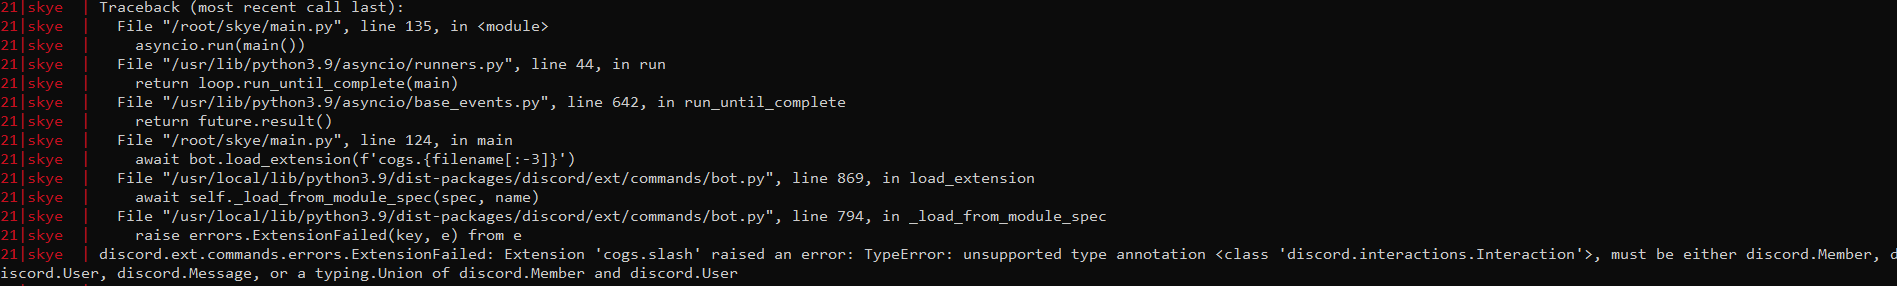 21|skye  | Traceback (most recent call last):
21|skye  |   File "/root/skye/main.py", line 135, in <module>
21|skye  |     asyncio.run(main())
21|skye  |   File "/usr/lib/python3.9/asyncio/runners.py", line 44, in run
21|skye  |     return loop.run_until_complete(main)
21|skye  |   File "/usr/lib/python3.9/asyncio/base_events.py", line 642, in run_until_complete
21|skye  |     return future.result()
21|skye  |   File "/root/skye/main.py", line 124, in main
21|skye  |     await bot.load_extension(f'cogs.{filename[:-3]}')
21|skye  |   File "/usr/local/lib/python3.9/dist-packages/discord/ext/commands/bot.py", line 869, in load_extension
21|skye  |     await self._load_from_module_spec(spec, name)
21|skye  |   File "/usr/local/lib/python3.9/dist-packages/discord/ext/commands/bot.py", line 794, in _load_from_module_spec
21|skye  |     raise errors.ExtensionFailed(key, e) from e
21|skye  | discord.ext.commands.errors.ExtensionFailed: Extension 'cogs.slash' raised an error: TypeError: unsupported type annotation <class 'discord.interactions.Interaction'>, must be either discord.Member, d
iscord.User, discord.Message, or a typing.Union of discord.Member and discord.User